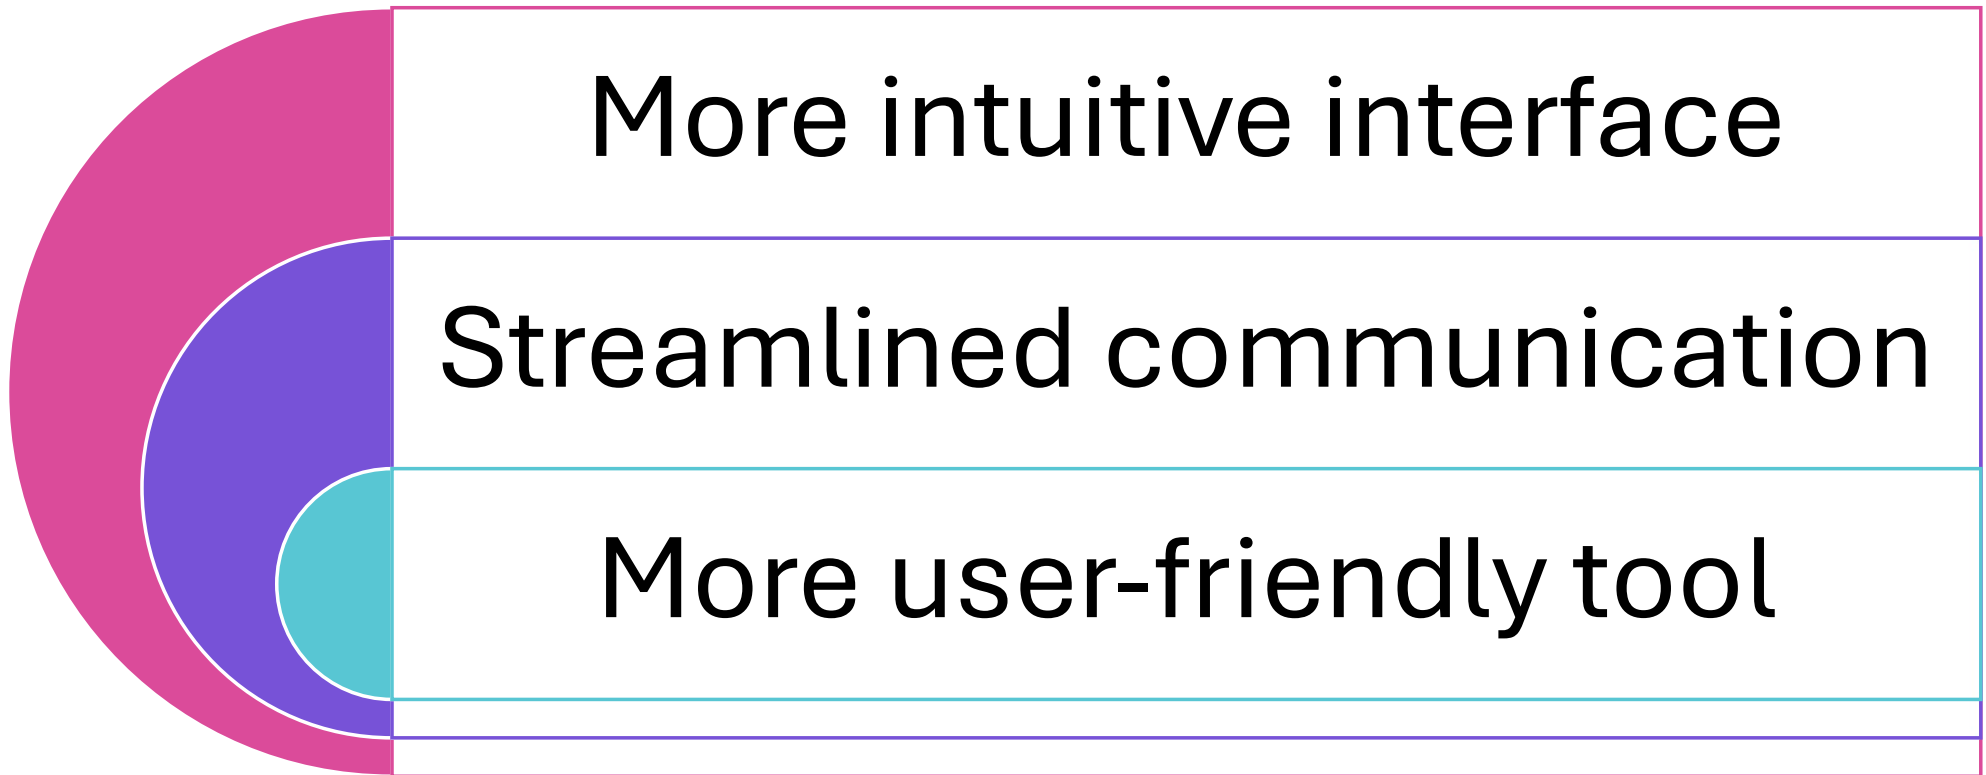 More intuitive interface
Streamlined communication
More user-friendly tool